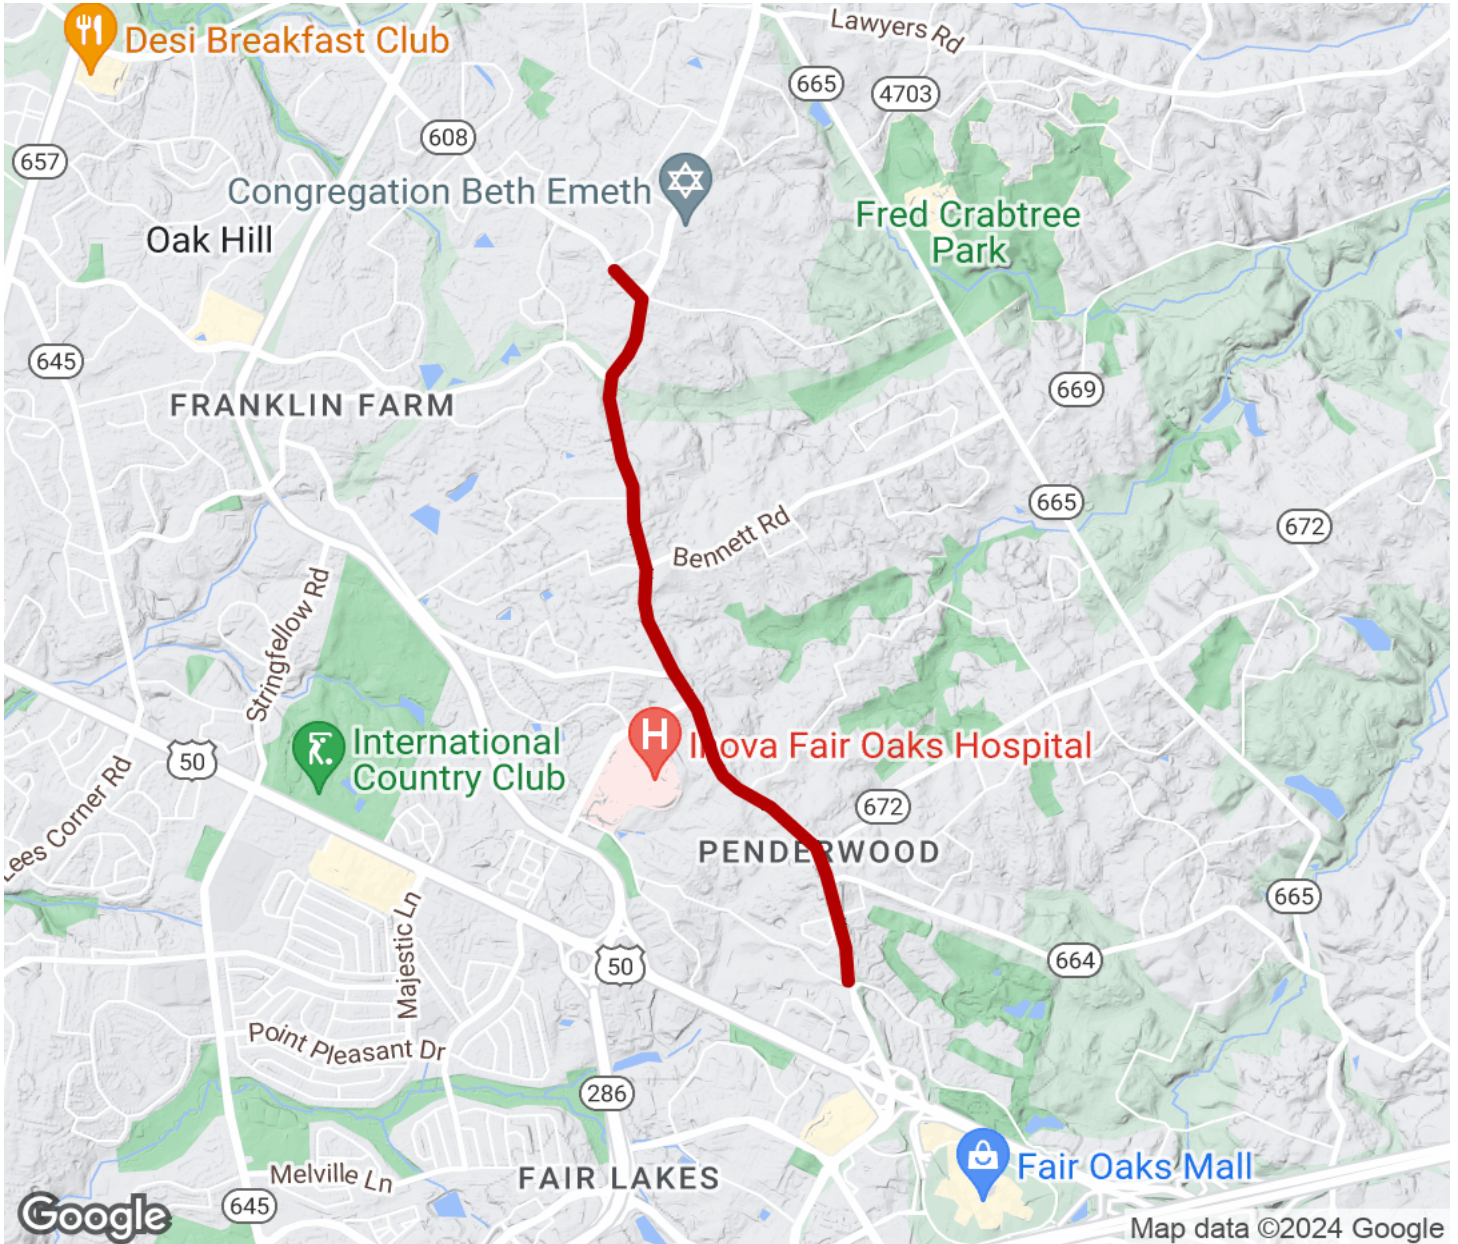 Lawyers Rd
Desi Breakfast Club
665
4703
608
657
Congregation Beth Emeth
Fred Crabtree
Park
Oak Hill
645
669
FRANKLIN FARM
665
672
Bennett Rd
Stringfellow Rd
International
Country Club
H
Inova Fair Oaks Hospital
50
Lees Corner Rd
672
PENDERWOOD
665
Majestic Ln
664
50
Point Pleasant Dr
286
Fair Oaks Mall
Melville Ln
FAIR LAKES
645
Google
Map data ©2024 Google